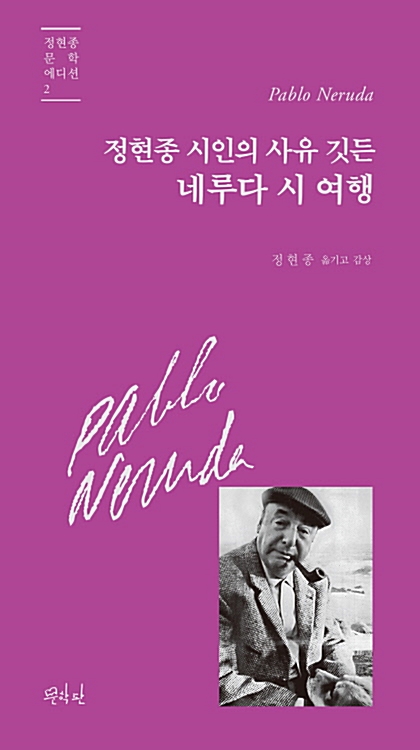 정현종
문학
에디션
2
Pablo Neruda
정현종 시인의 사유 깃든
네루다 시 여행
정현종 옮기고 감상
Pablo
Neruda
문학판